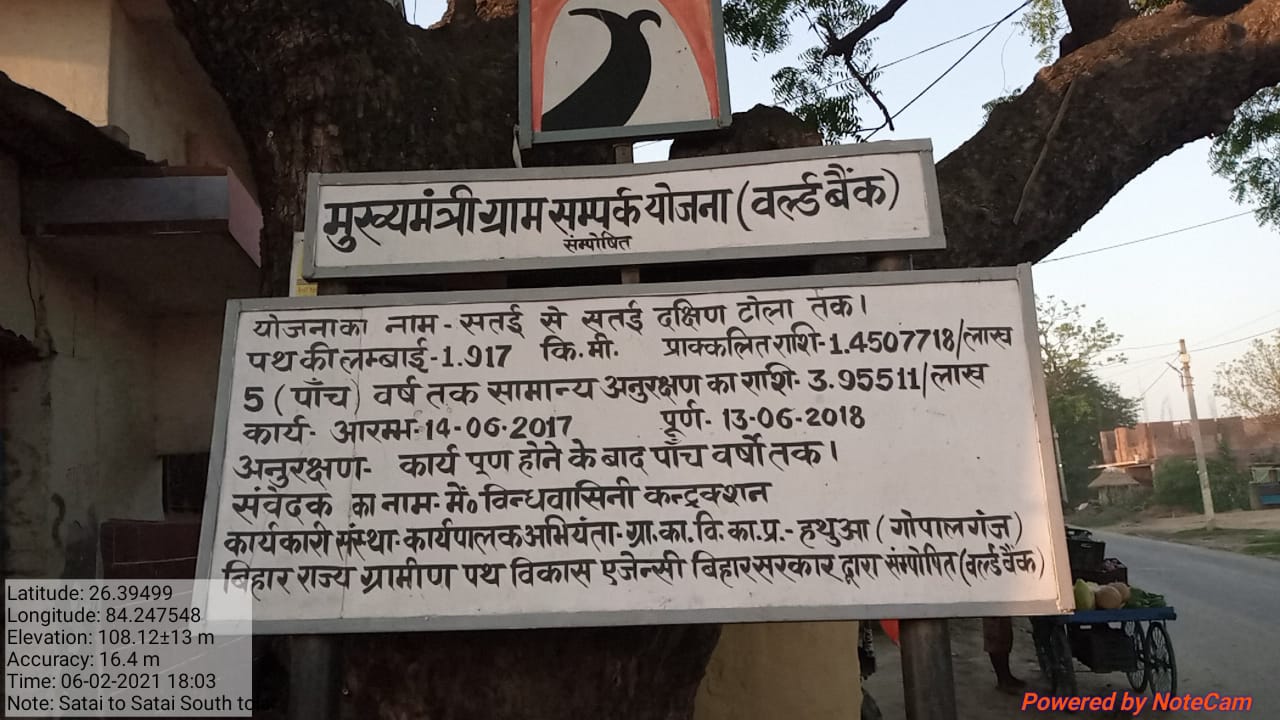 मुख्यमंत्री ग्राम सम्पर्क योजना (वर्ल्ड बैंक)
संम्पोषित
योजना का नाम - सतई से सतई दक्षिण टोला तक।
पथ की लम्बाई - 1.917 कि.मी. प्राक्कलित राशि - 1.4507718/लाख
5 (पाँच) वर्ष तक सामान्य अनुरक्षण का राशि - 3.95511/लाख
कार्य - आरम्भ - 14-06-2017 पूर्ण - 13-06-2018
अनुरक्षण - कार्य पूण होने के बाद पाँच वर्षो तक।
संवेदक का नाम - में० विन्धवासिनी कन्ट्रक्शन
कार्यकारी संस्था - कार्यपालक अभियंता - ग्रा. का. वि. का. प्र. - हथुआ (गोपालगंज)
बिहार राज्य ग्रामीण पथ विकास एजेन्सी बिहार सरकार द्वारा संम्पोषित (वर्ल्ड बैंक)
Latitude: 26.39499
Longitude: 84.247548
Elevation: 108.12±13 m
Accuracy: 16.4 m
Time: 06-02-2021 18:03
Note: Satai to Satai South tola
Powered by NoteCam